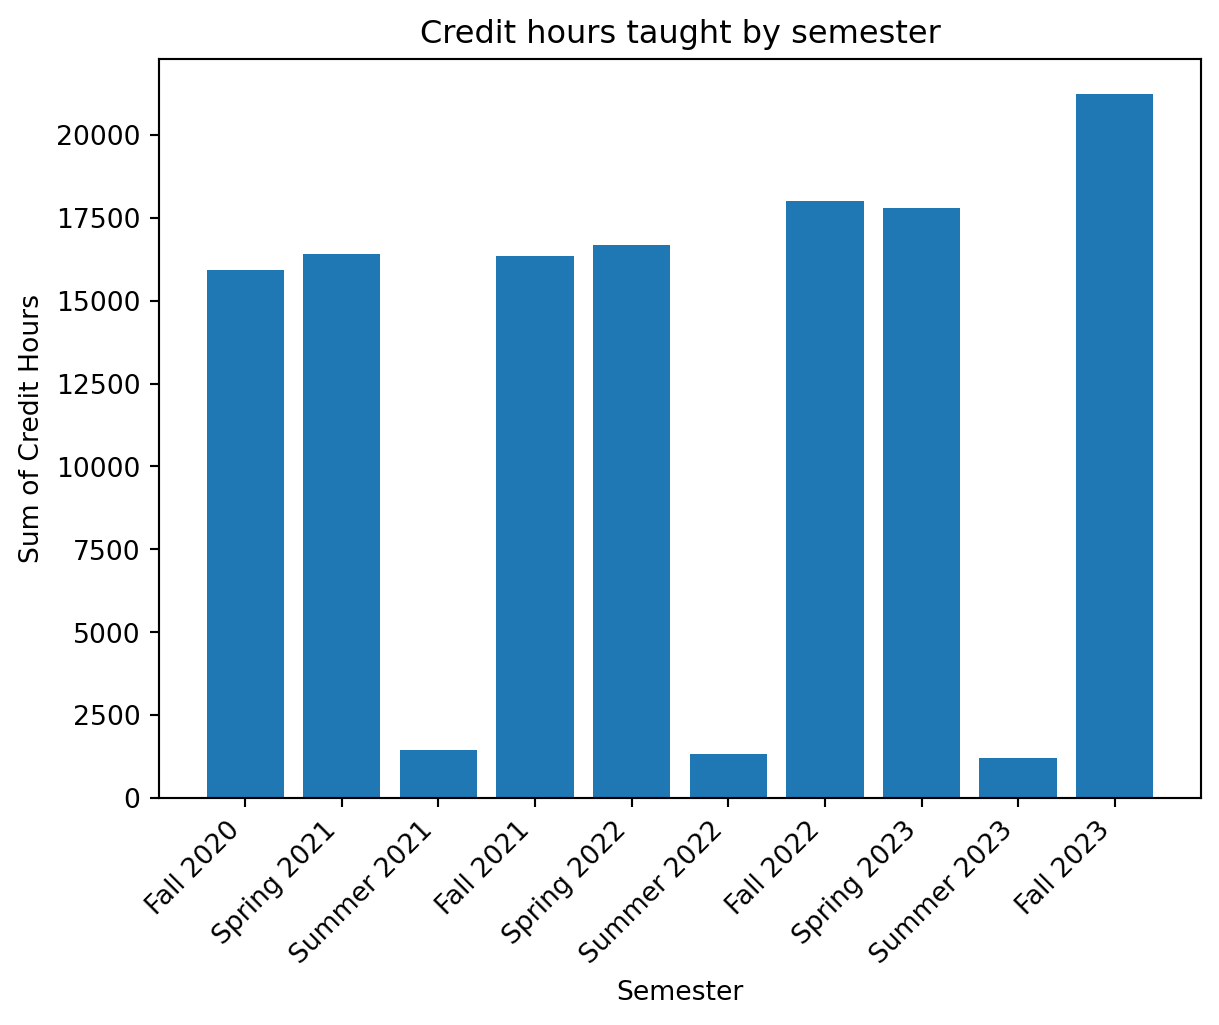 Credit hours taught by semester
Sum of Credit Hours
20000
17500
15000
12500
10000
7500
5000
2500
0
Fall 2020
Spring 2021
Summer 2021
Fall 2021
Spring 2022
Summer 2022
Fall 2022
Spring 2023
Summer 2023
Fall 2023
Semester